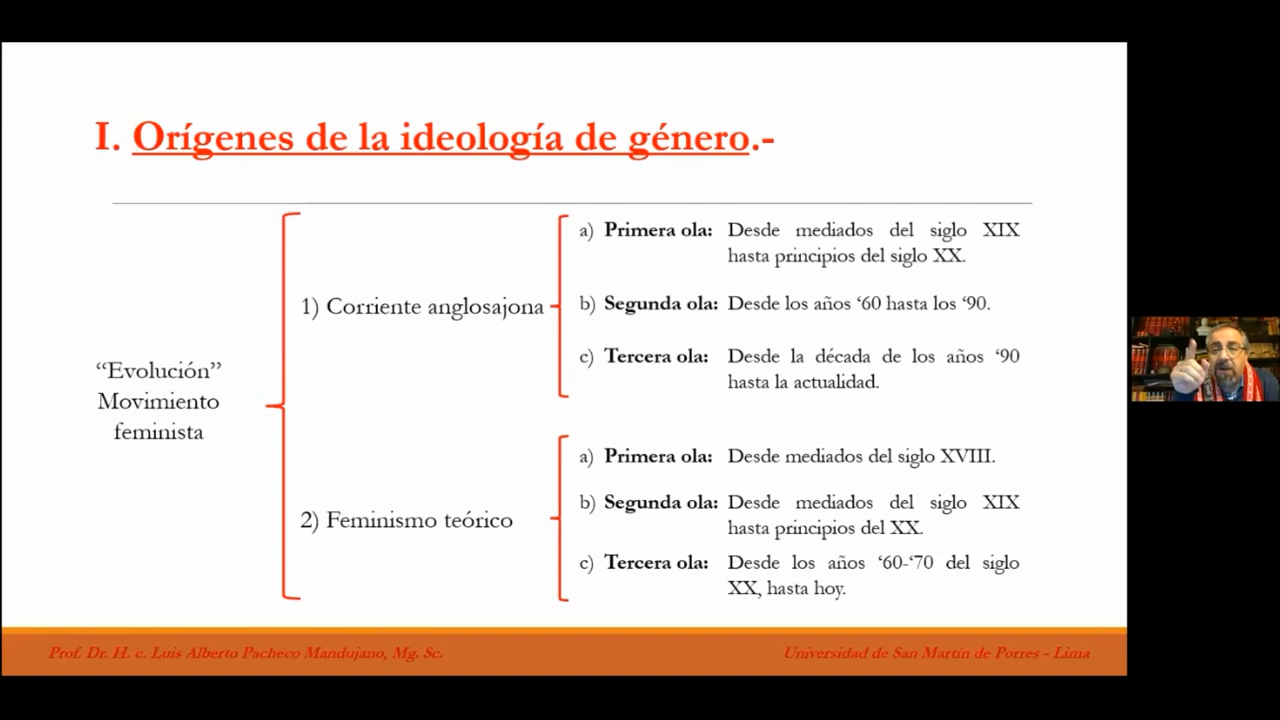 I. Orígenes de la ideología de género.-
“Evolución”
Movimiento
feminista
1) Corriente anglosajona
a) Primera ola: Desde mediados del siglo XIX
hasta principios del siglo XX.
b) Segunda ola: Desde los años ‘60 hasta los ‘90.
c) Tercera ola: Desde la década de los años ‘90
hasta la actualidad.
2) Feminismo teórico
a) Primera ola: Desde mediados del siglo XVIII.
b) Segunda ola: Desde mediados del siglo XIX
hasta principios del XX.
c) Tercera ola: Desde los años ‘60-‘70 del siglo
XX, hasta hoy.
Prof. Dr. H. c. Luis Alberto Pacheco Mandujano, Mg. Sc.
Universidad de San Martín de Porres - Lima